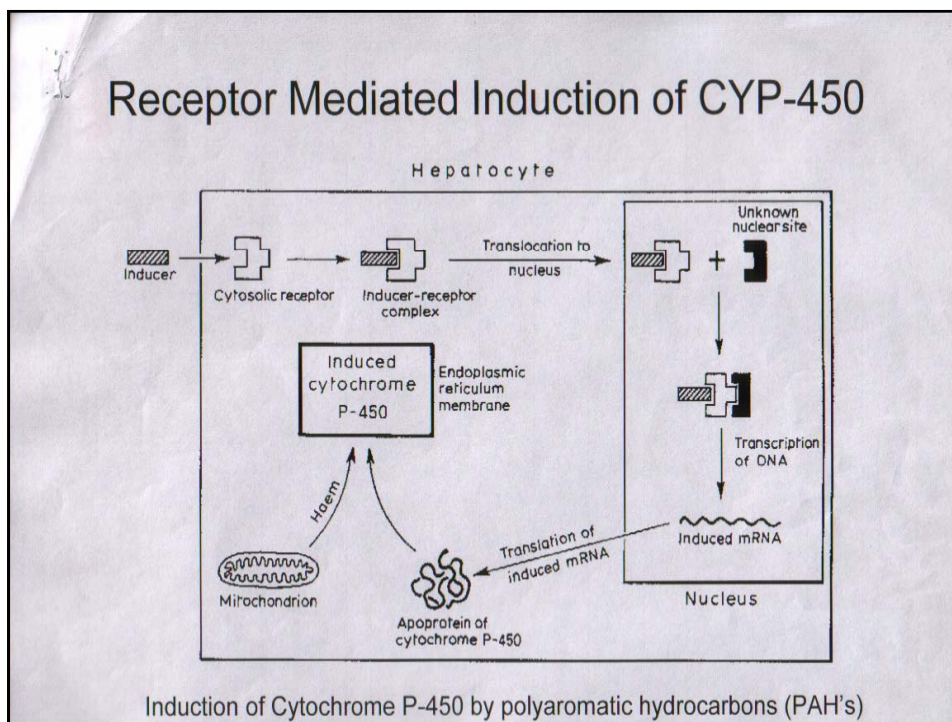 Receptor Mediated Induction of CYP-450
Hepatocyte
Inducer
Cytosolic receptor
Inducer-receptor
complex
Translocation to
nucleus
Unknown
nuclear site
+
Transcription
of DNA
Induced mRNA
Nucleus
Translation of
induced mRNA
Apoprotein of
cytochrome P-450
Mitochondrion
Haem
Induced
cytochrome
P-450
Endoplasmic
reticulum
membrane
Induction of Cytochrome P-450 by polyaromatic hydrocarbons (PAH's)